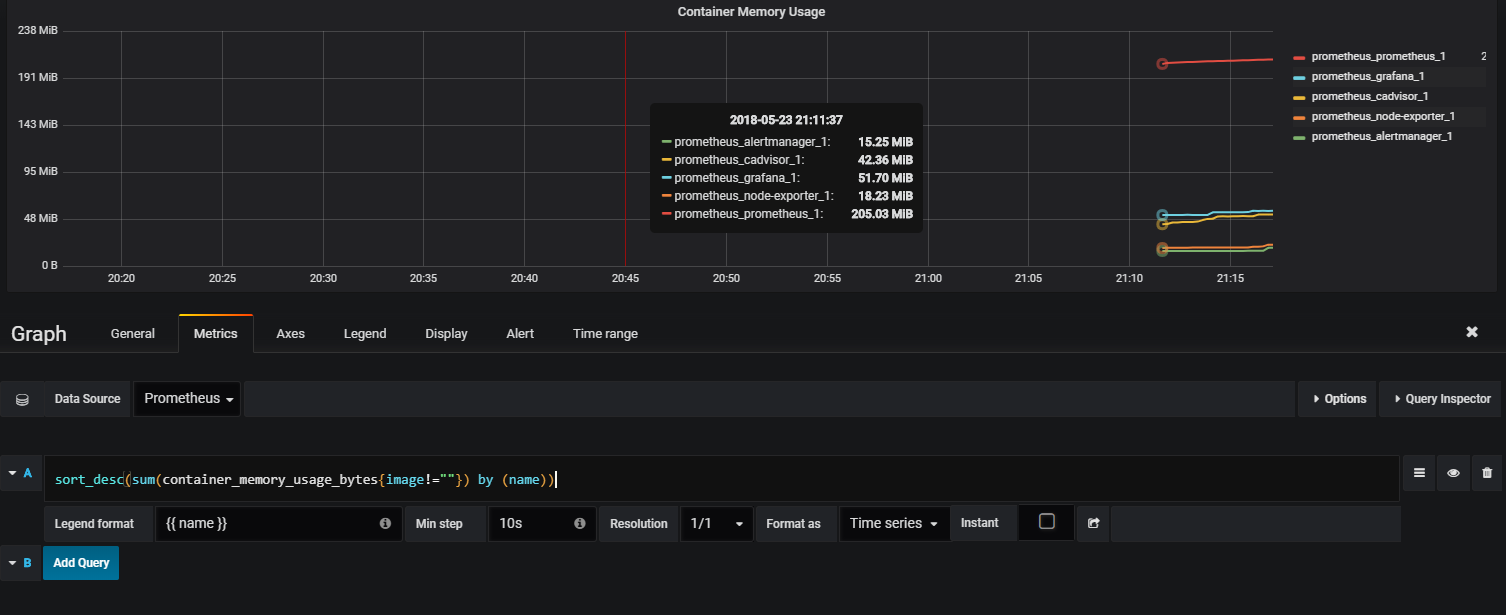 Container Memory Usage
238 MiB
191 MiB
143 MiB
95 MiB
48 MiB
0 B
20:20 20:25 20:30 20:35 20:40 20:45 20:50 20:55 21:00 21:05 21:10 21:15
2018-05-23 21:11:37
prometheus_alertmanager_1: 15.25 MiB
prometheus_cadvisor_1: 42.36 MiB
prometheus_grafana_1: 51.70 MiB
prometheus_node-exporter_1: 18.23 MiB
prometheus_prometheus_1: 205.03 MiB
prometheus_prometheus_1 2
prometheus_grafana_1
prometheus_cadvisor_1
prometheus_node-exporter_1
prometheus_alertmanager_1
Graph General Metrics Axes Legend Display Alert Time range
Data Source Prometheus Options Query Inspector
A sort_desc(sum(container_memory_usage_bytes{image!=""}) by (name))
Legend format {{ name }} Min step 10s Resolution 1/1 Format as Time series Instant
B Add Query